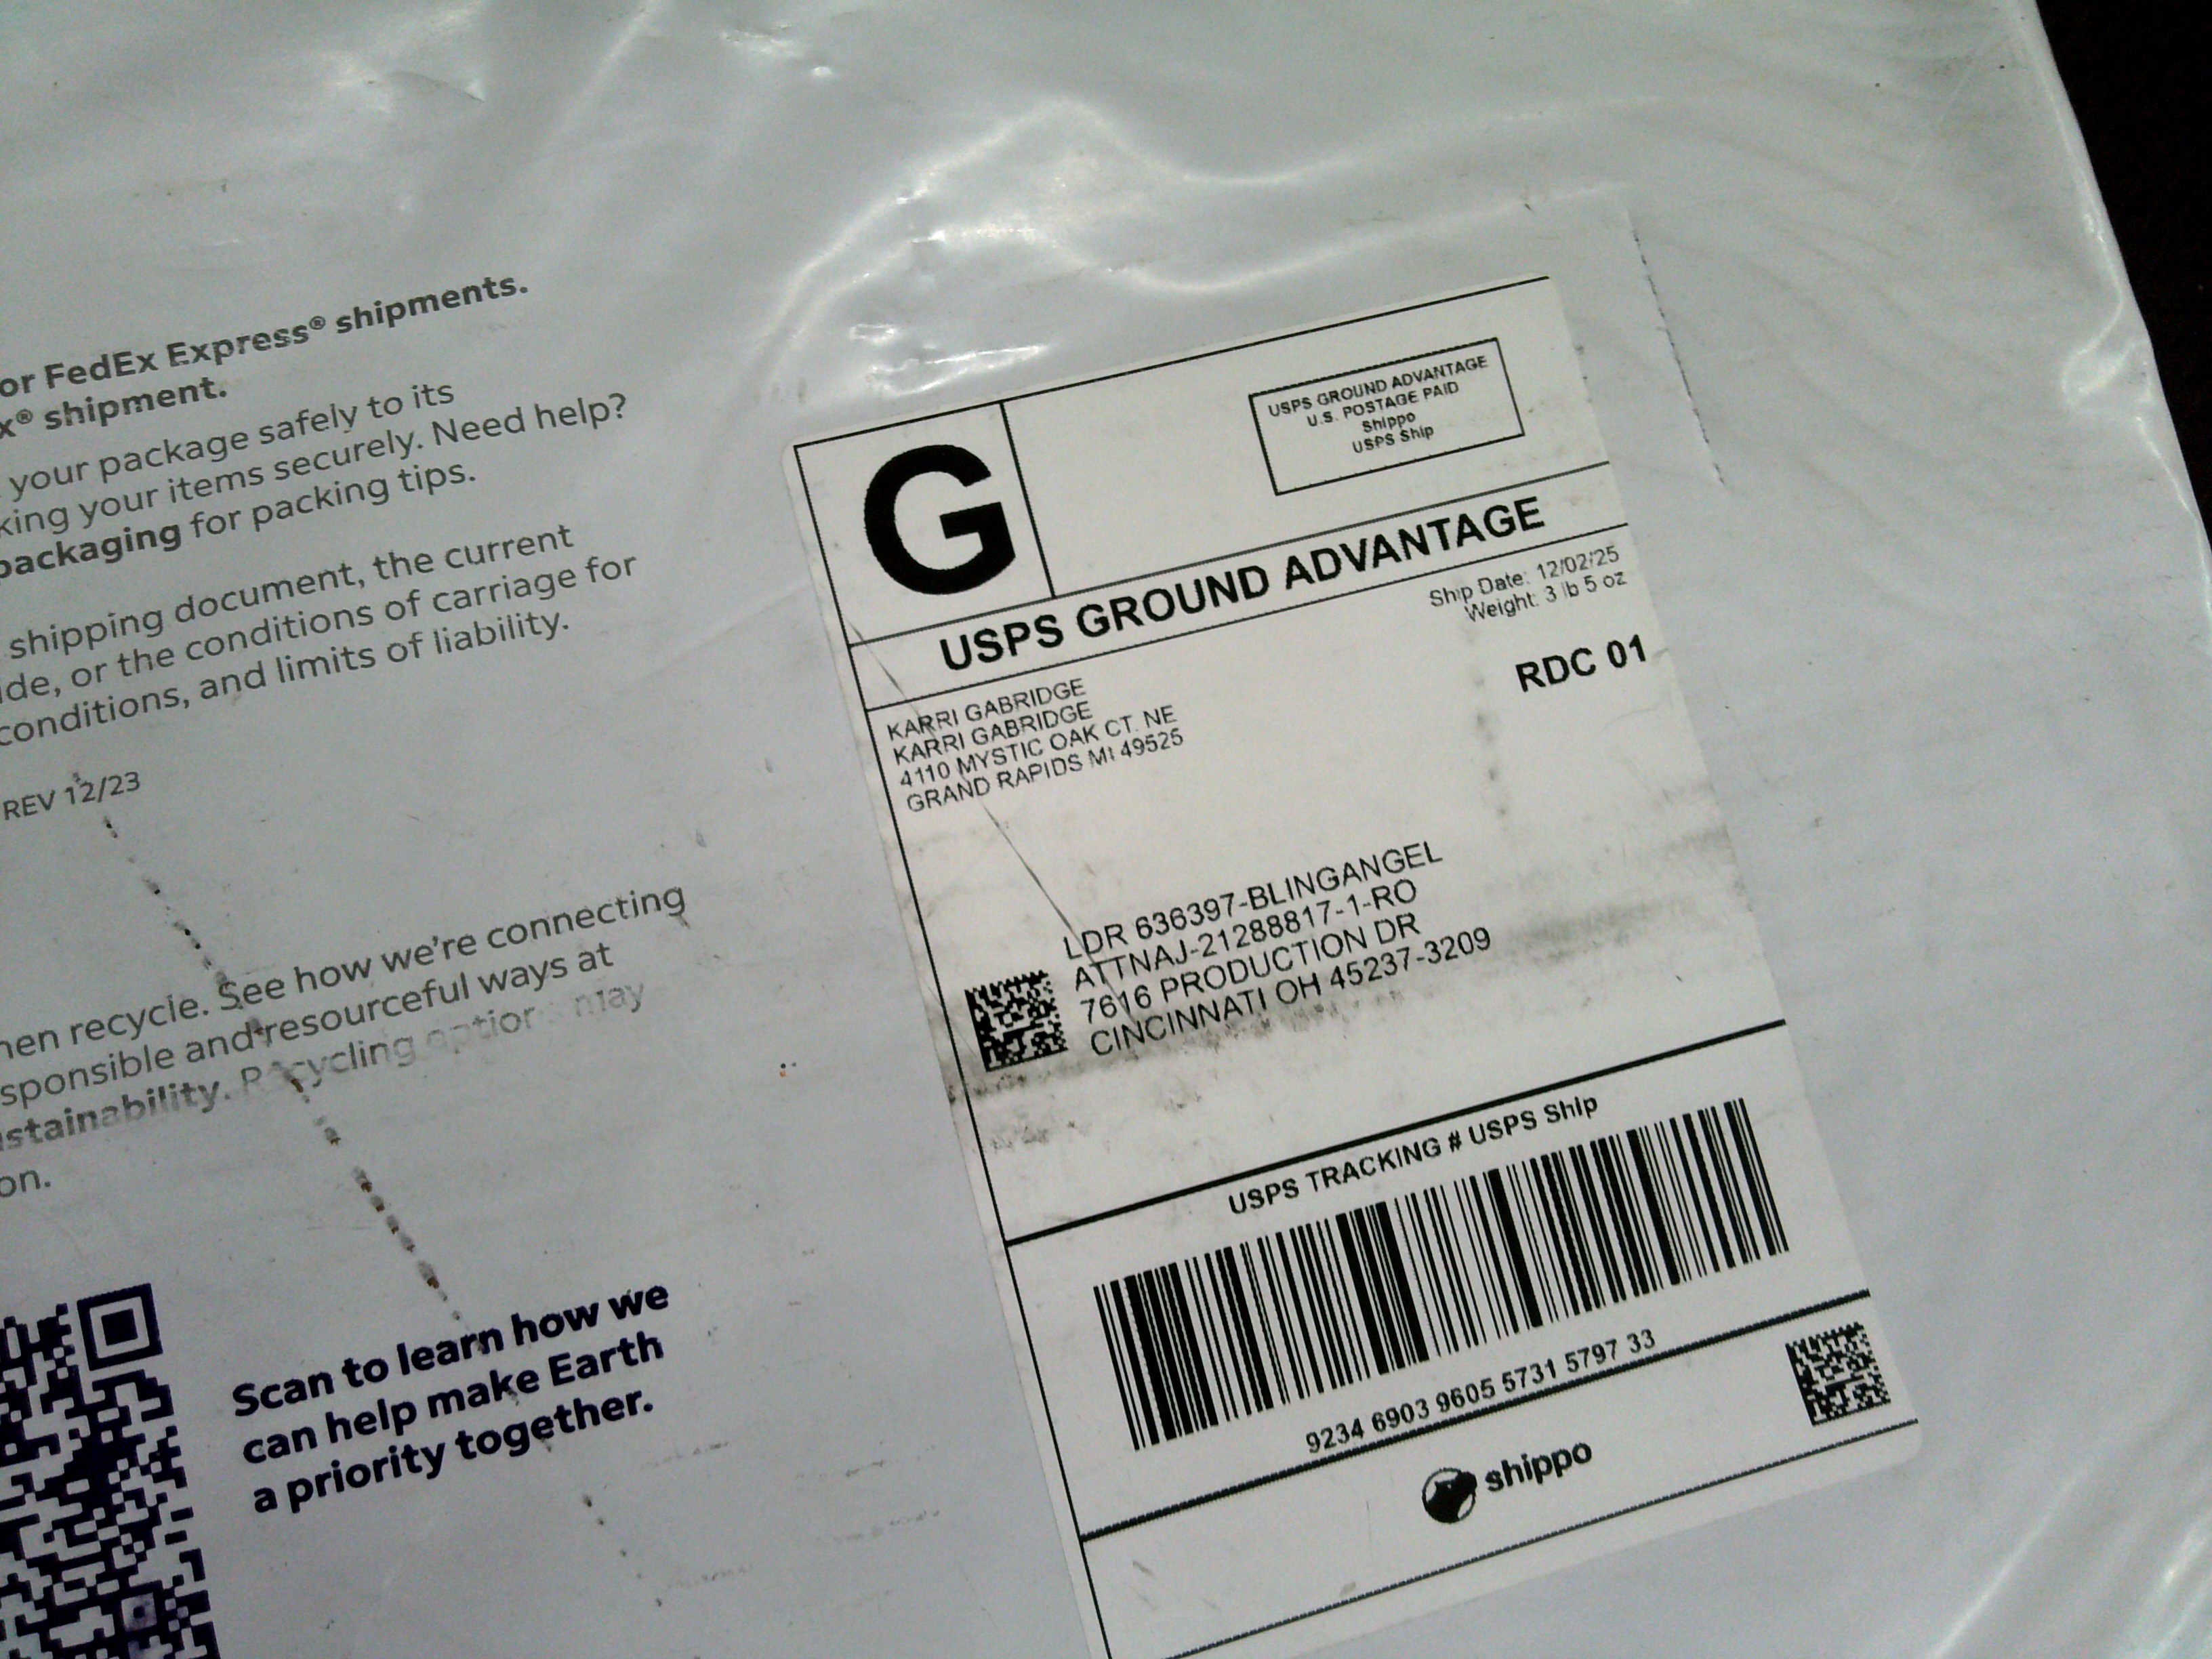 or FedEx Express® shipments.
x® shipment.
your package safely to its
king your items securely. Need help?
packaging for packing tips.
shipping document, the current
ide, or the conditions of carriage for
conditions, and limits of liability.
REV 12/23
hen recycle. See how we're connecting
sponsible and resourceful ways at
stainability. Recycling options may
on.
Scan to learn how we
can help make Earth
a priority together.
G
USPS GROUND ADVANTAGE
U.S. POSTAGE PAID
Shippo
USPS Ship
USPS GROUND ADVANTAGE
Ship Date: 12/02/25
Weight: 3 lb 5 oz
RDC 01
KARRI GABRIDGE
KARRI GABRIDGE
4110 MYSTIC OAK CT. NE
GRAND RAPIDS MI 49525
LDR 636397-BLINGANGEL
ATTNAJ-21288817-1-RO
7616 PRODUCTION DR
CINCINNATI OH 45237-3209
USPS TRACKING # USPS Ship
9234 6903 9605 5731 5797 33
shippo